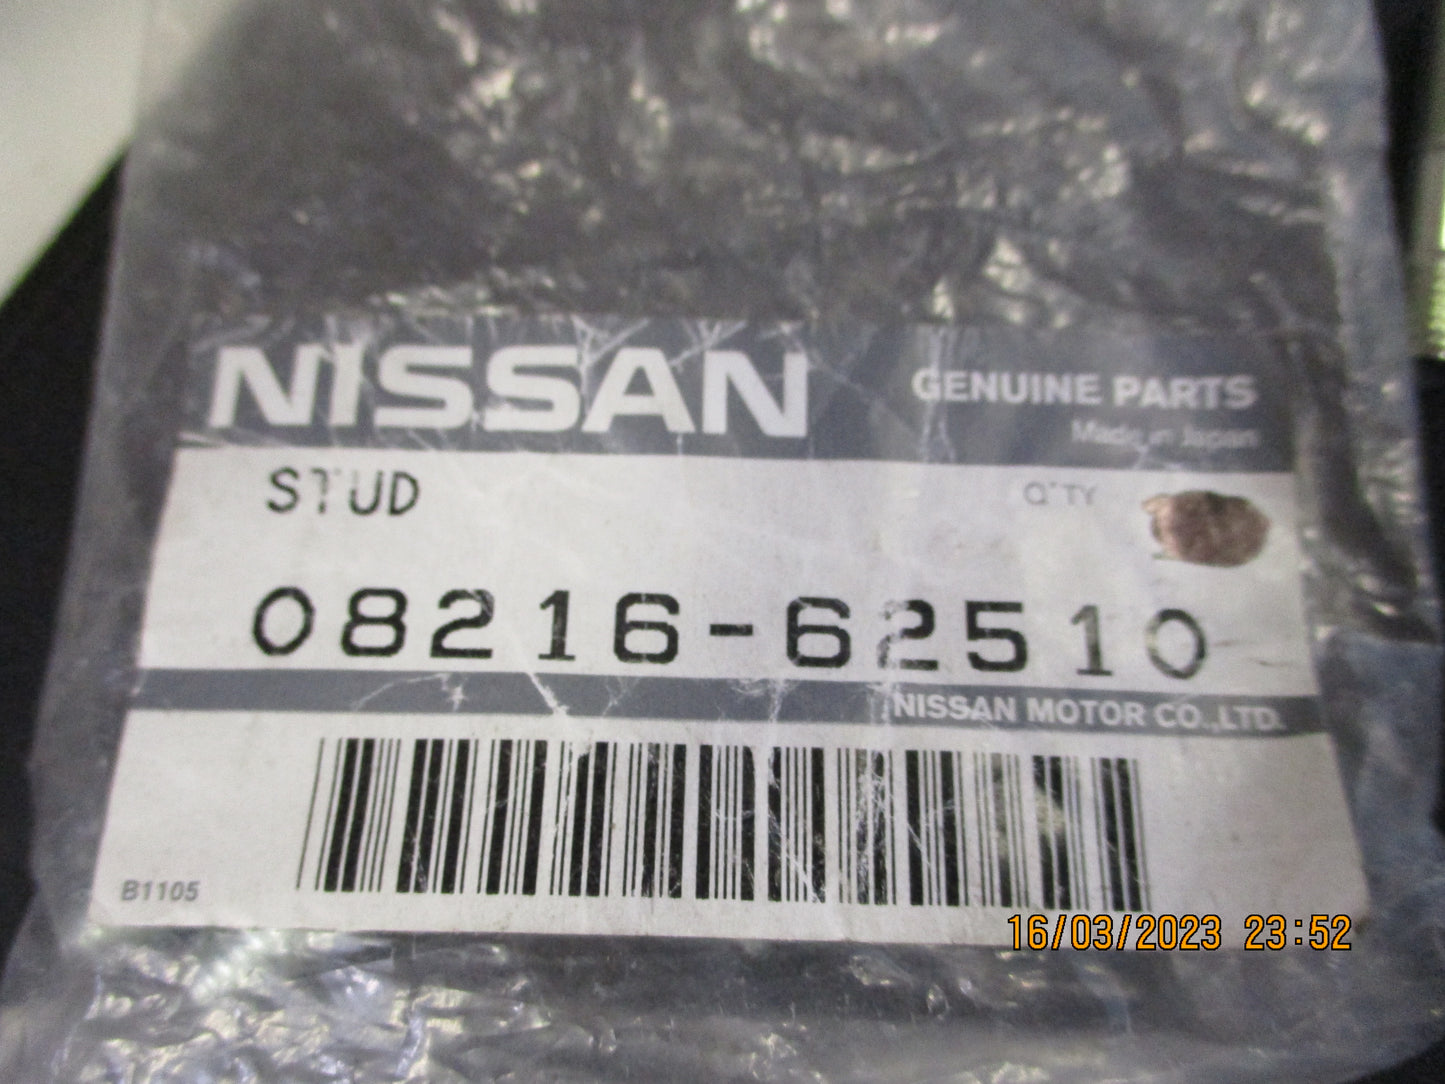 NISSAN
GENUINE PARTS
Made in Japan
STUD
Q'TY
08216-62510
NISSAN MOTOR CO.,LTD.
B1105
16/03/2023 23:52